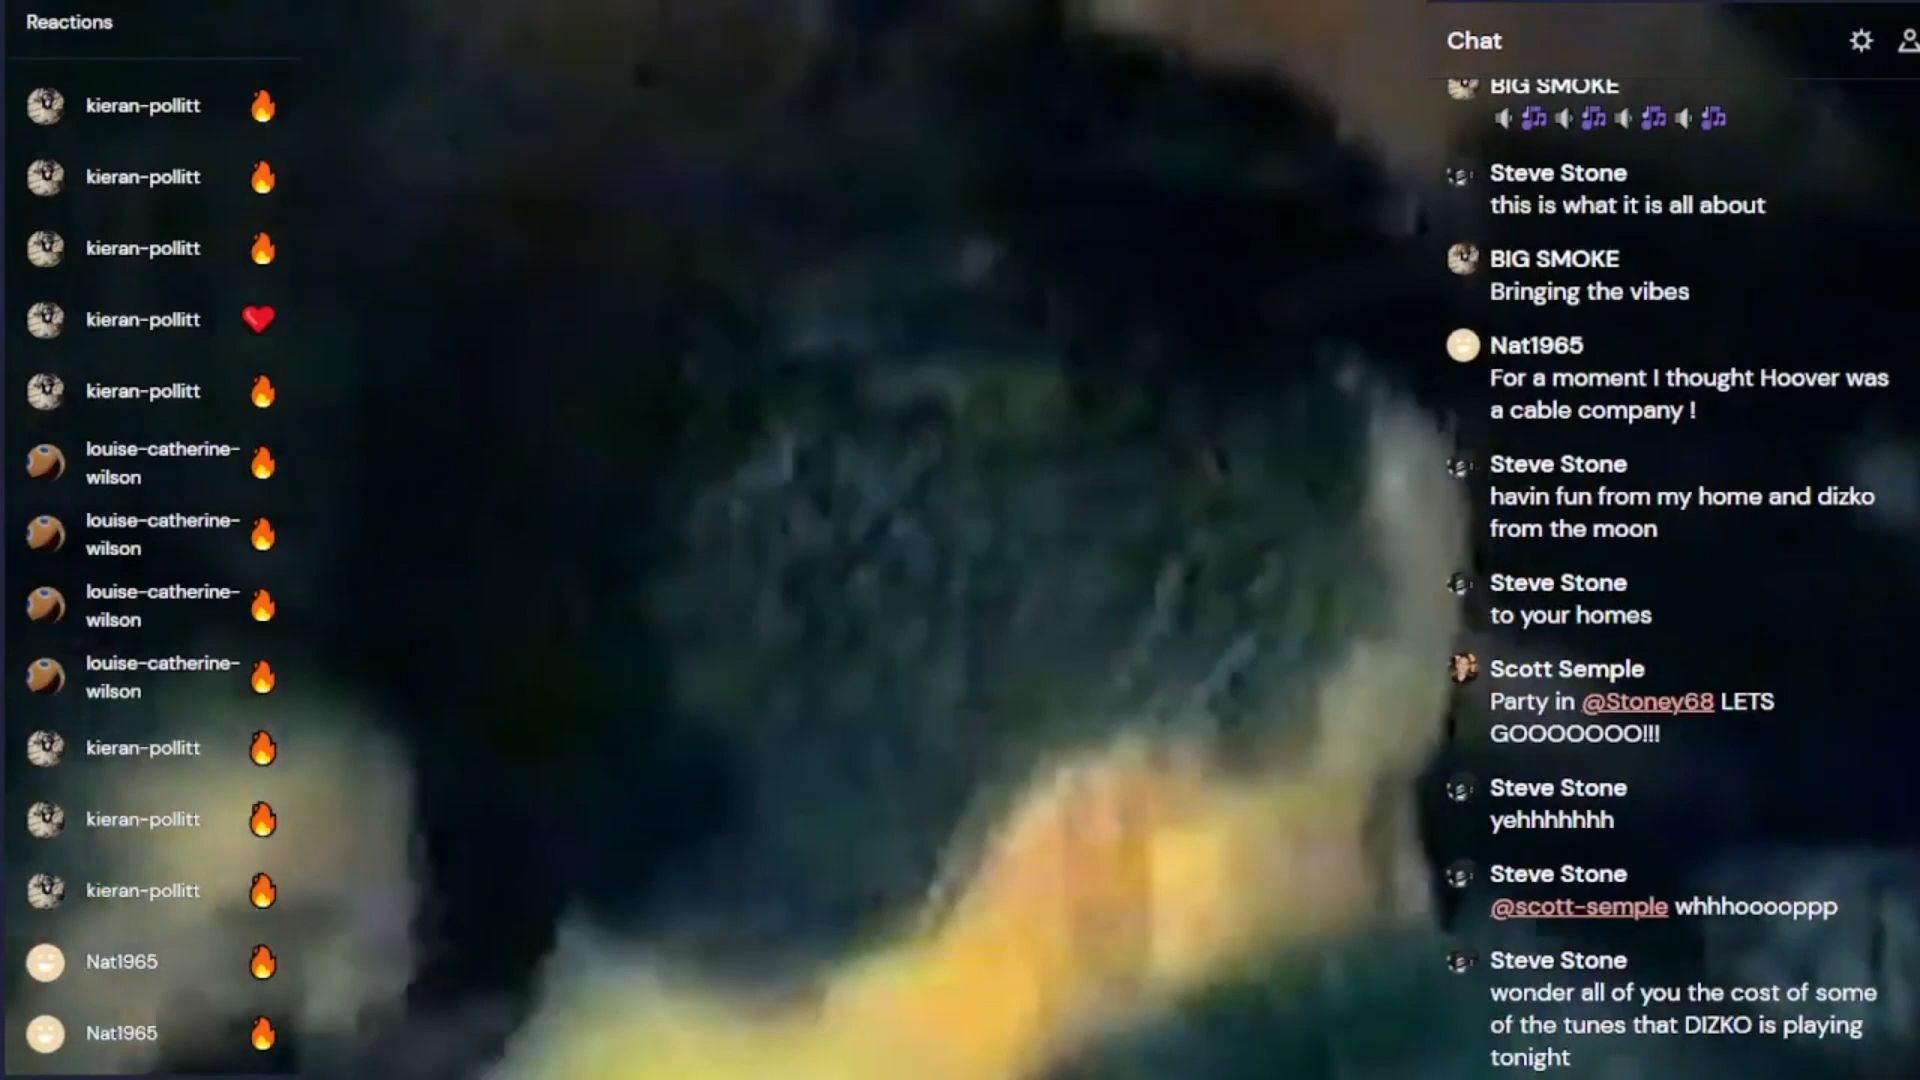 Reactions
kieran-pollitt
kieran-pollitt
kieran-pollitt
kieran-pollitt
kieran-pollitt
louise-catherine-
wilson
louise-catherine-
wilson
louise-catherine-
wilson
louise-catherine-
wilson
kieran-pollitt
kieran-pollitt
kieran-pollitt
Nat1965
Nat1965
Chat
BIG SMOKE
Steve Stone
this is what it is all about
BIG SMOKE
Bringing the vibes
Nat1965
For a moment I thought Hoover was
a cable company !
Steve Stone
havin fun from my home and dizko
from the moon
Steve Stone
to your homes
Scott Semple
Party in @Stoney68 LETS
GOOOOOOO!!!
Steve Stone
yehhhhhhh
Steve Stone
@scott-semple whhhooooppp
Steve Stone
wonder all of you the cost of some
of the tunes that DIZKO is playing
tonight